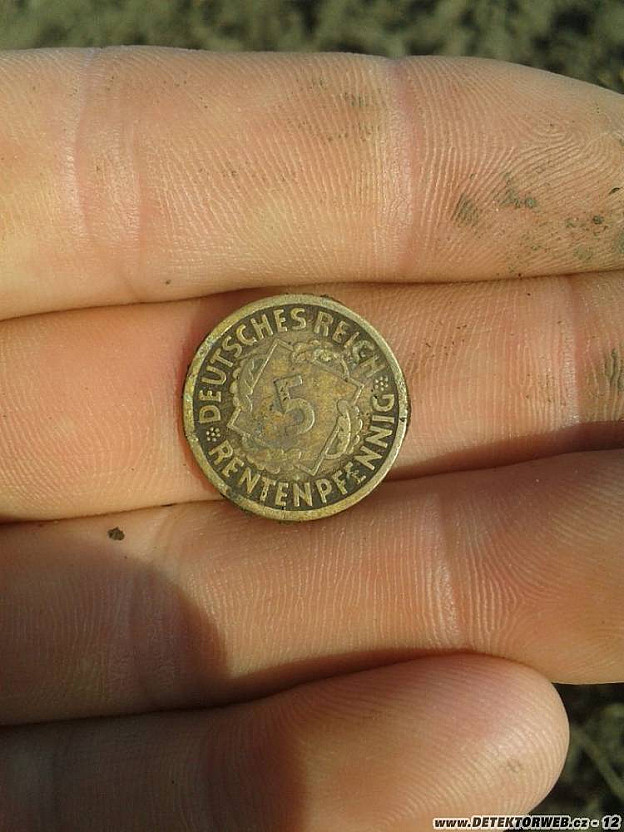 DEUTSCHES REICH
5
RENTENPFENNIG
www.DETEKTORWEB.cz - 12